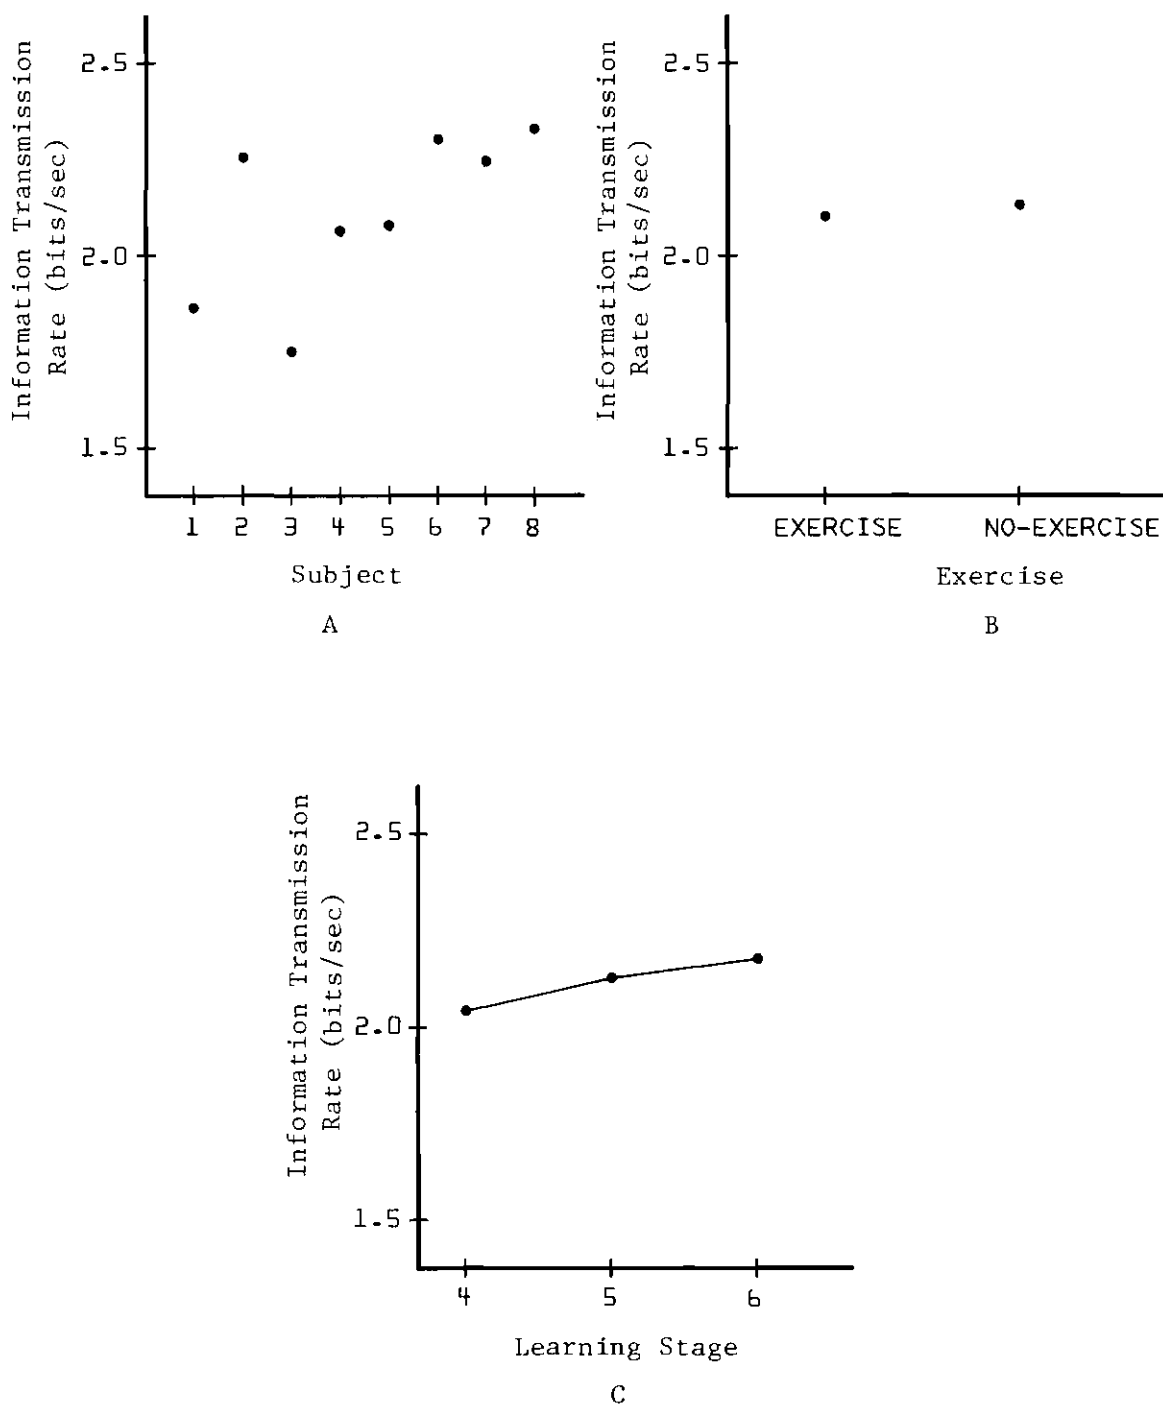 Information Transmission
Rate (bits/sec)
2.5
2.0
1.5
1 2 3 4 5 6 7 8
Subject
A
Information Transmission
Rate (bits/sec)
2.5
2.0
1.5
EXERCISE NO-EXERCISE
Exercise
B
Information Transmission
Rate (bits/sec)
2.5
2.0
1.5
4 5 6
Learning Stage
C